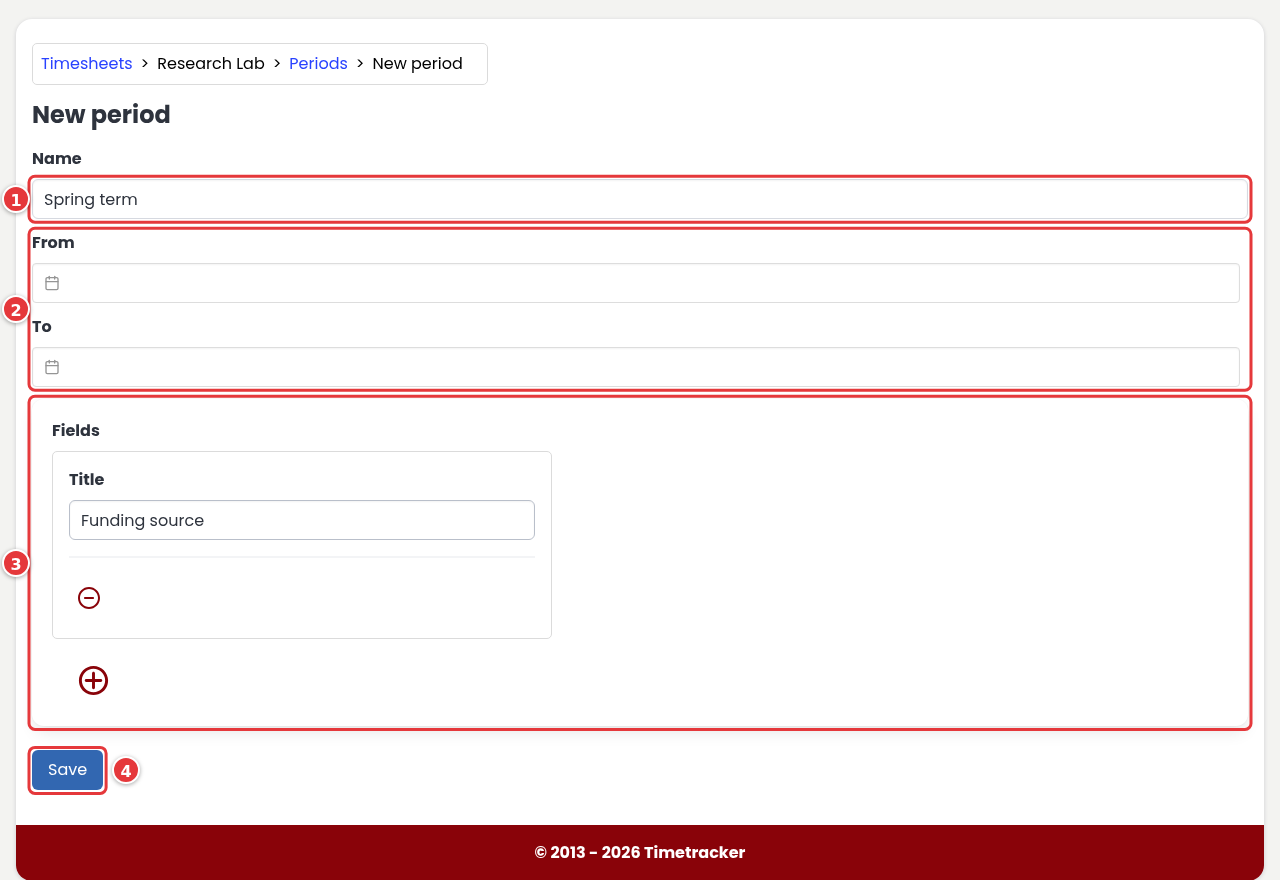 Timesheets > Research Lab > Periods > New period
New period
Name
1
Spring term
From
2
To
Fields
Title
Funding source
3
Save
4
© 2013 - 2026 Timetracker